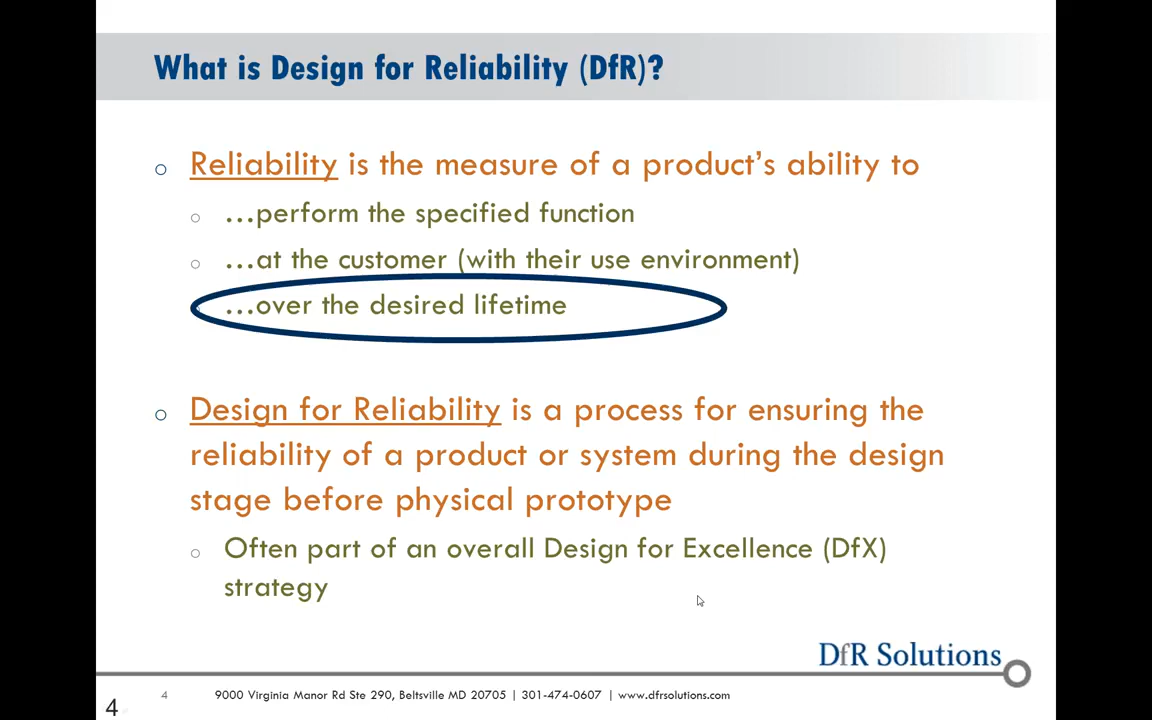 What is Design for Reliability (DfR)?
Reliability is the measure of a product's ability to
…perform the specified function
…at the customer (with their use environment)
…over the desired lifetime
Design for Reliability is a process for ensuring the
reliability of a product or system during the design
stage before physical prototype
Often part of an overall Design for Excellence (DfX)
strategy
DfR Solutions
4 9000 Virginia Manor Rd Ste 290, Beltsville MD 20705 | 301-474-0607 | www.dfrsolutions.com
4